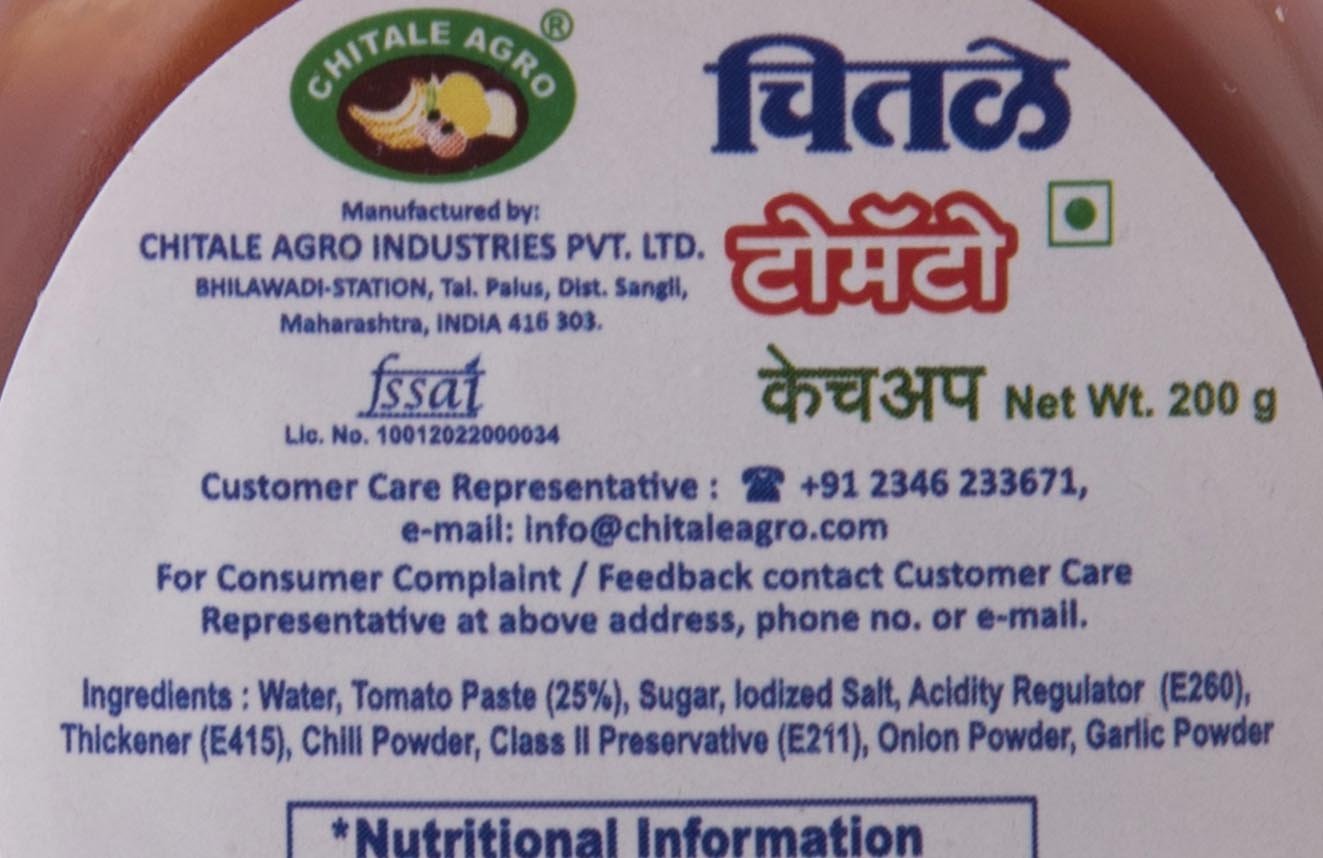 CHITALE AGRO ®
चितळे
टोमॅटो
केचअप Net Wt. 200 g
Manufactured by:
CHITALE AGRO INDUSTRIES PVT. LTD.
BHILAWADI-STATION, Tal. Palus, Dist. Sangli,
Maharashtra, INDIA 416 303.
fssai
Lic. No. 10012022000034
Customer Care Representative : ☎ +91 2346 233671,
e-mail: info@chitaleagro.com
For Consumer Complaint / Feedback contact Customer Care
Representative at above address, phone no. or e-mail.
Ingredients : Water, Tomato Paste (25%), Sugar, Iodized Salt, Acidity Regulator (E260),
Thickener (E415), Chili Powder, Class II Preservative (E211), Onion Powder, Garlic Powder
*Nutritional Information